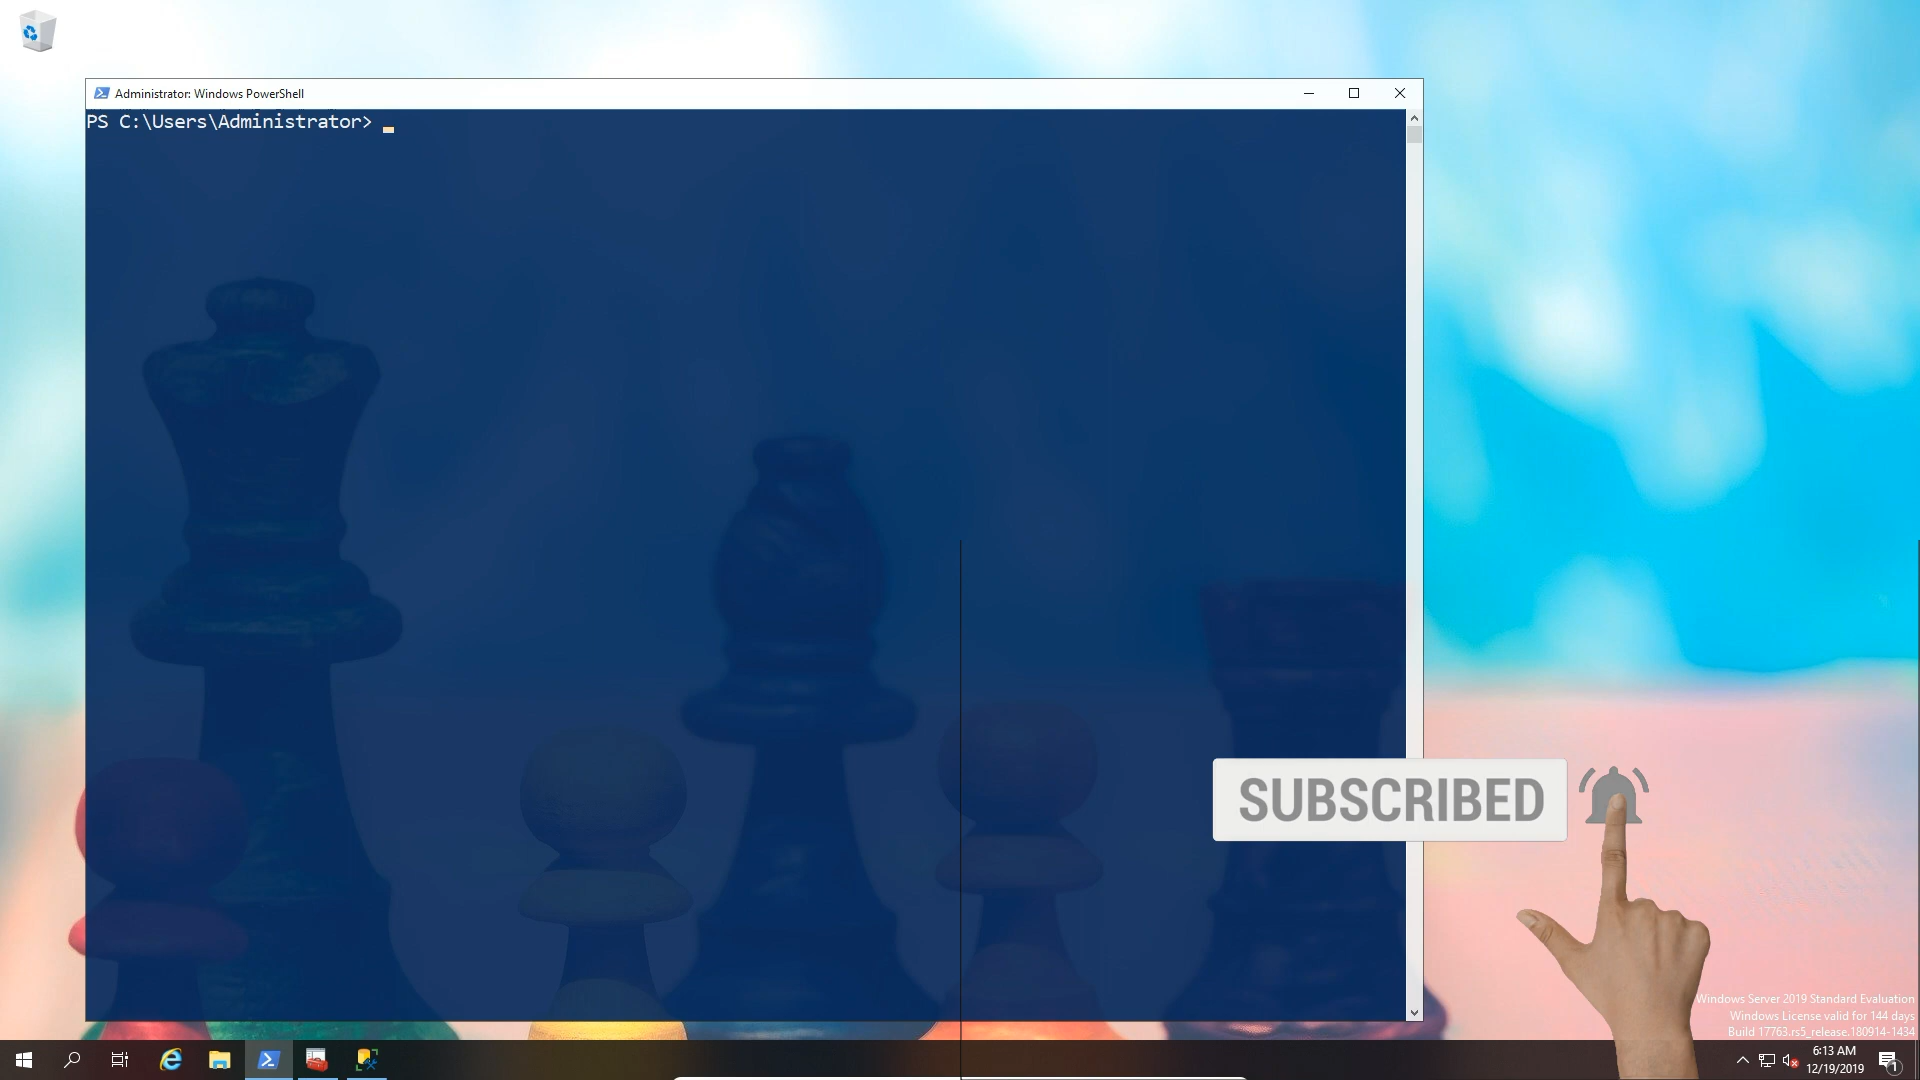 Administrator: Windows PowerShell
PS C:\Users\Administrator>
SUBSCRIBED
Windows Server 2019 Standard Evaluation
Windows License valid for 144 days
Build 17763.rs5_release.180914-1434
6:13 AM
12/19/2019
1